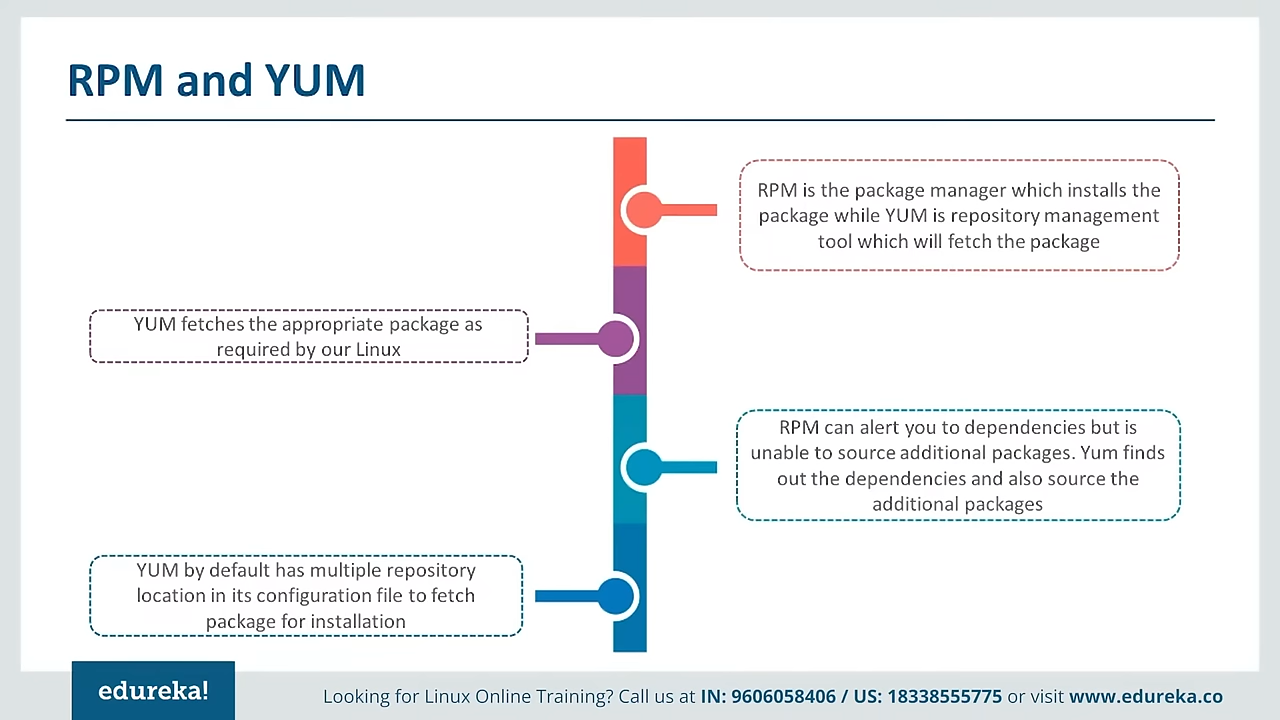 RPM and YUM
RPM is the package manager which installs the
package while YUM is repository management
tool which will fetch the package
YUM fetches the appropriate package as
required by our Linux
RPM can alert you to dependencies but is
unable to source additional packages. Yum finds
out the dependencies and also source the
additional packages
YUM by default has multiple repository
location in its configuration file to fetch
package for installation
edureka!
Looking for Linux Online Training? Call us at IN: 9606058406 / US: 18338555775 or visit www.edureka.co